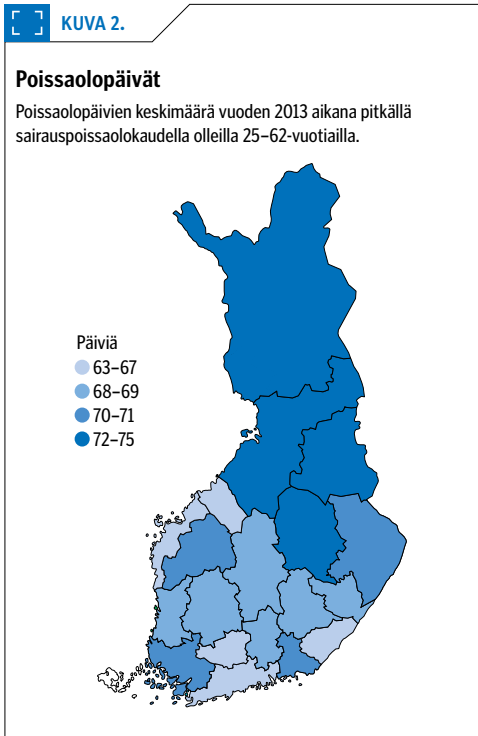 KUVA 2.
Poissaolopäivät
Poissaolopäivien keskimäärä vuoden 2013 aikana pitkällä
sairauspoissaolokaudella olleilla 25–62-vuotiailla.
Päiviä
63–67
68–69
70–71
72–75